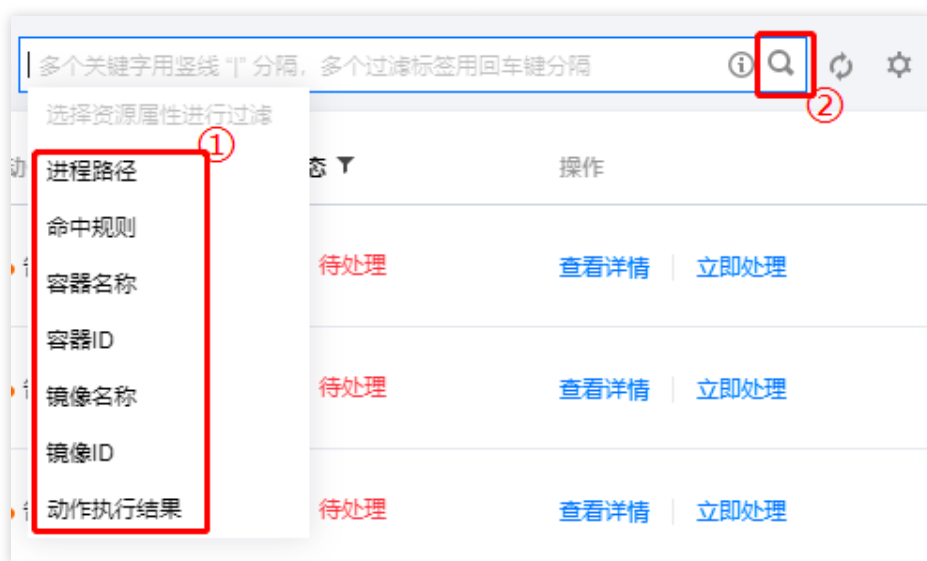 多个关键字用竖线 "|" 分隔，多个过滤标签用回车键分隔
②
选择资源属性进行过滤
①
动
进程路径
态
操作
命中规则
待处理
查看详情
立即处理
容器名称
容器ID
待处理
查看详情
立即处理
镜像名称
镜像ID
动作执行结果
待处理
查看详情
立即处理